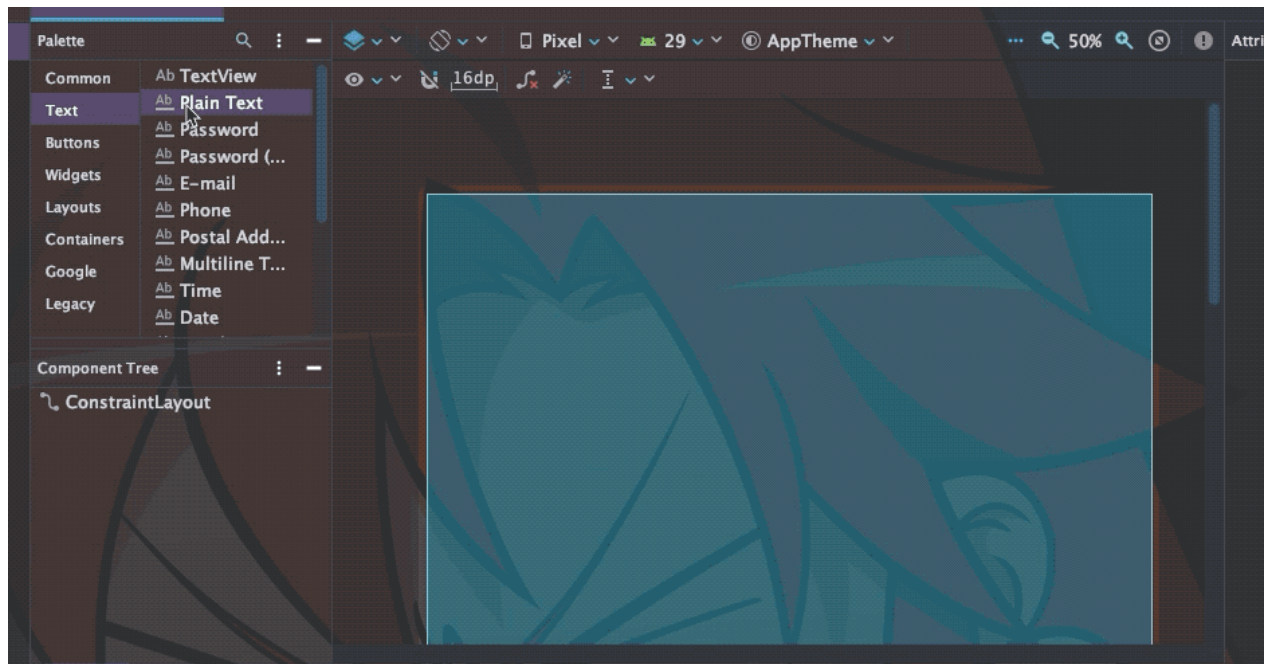 Palette
Pixel
29
AppTheme
50%
Attri
Common
Text
Buttons
Widgets
Layouts
Containers
Google
Legacy
Ab TextView
Ab Plain Text
Ab Password
Ab Password (...
Ab E-mail
Ab Phone
Ab Postal Add...
Ab Multiline T...
Ab Time
Ab Date
16dp
Component Tree
ConstraintLayout